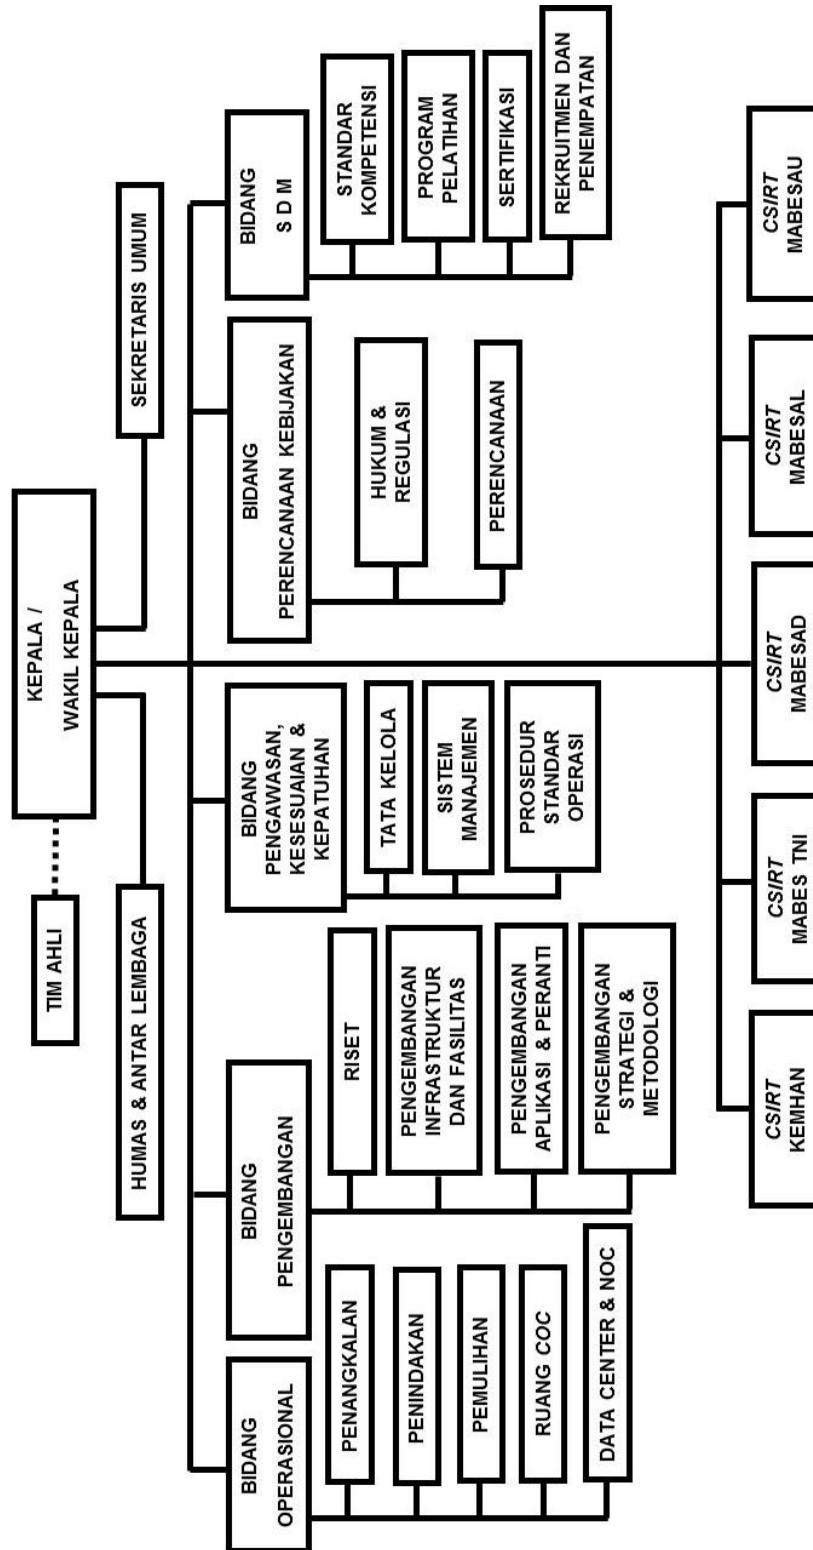 KEPALA /
WAKIL KEPALA
TIM AHLI
HUMAS & ANTAR LEMBAGA
SEKRETARIS UMUM
BIDANG
OPERASIONAL
PENANGKALAN
PENINDAKAN
PEMULIHAN
RUANG COC
DATA CENTER & NOC
BIDANG
PENGEMBANGAN
RISET
PENGEMBANGAN
INFRASTRUKTUR
DAN FASILITAS
PENGEMBANGAN
APLIKASI & PERANTI
PENGEMBANGAN
STRATEGI &
METODOLOGI
BIDANG
PENGAWASAN,
KESESUAIAN &
KEPATUHAN
TATA KELOLA
SISTEM
MANAJEMEN
PROSEDUR
STANDAR
OPERASI
BIDANG
PERENCANAAN KEBIJAKAN
HUKUM &
REGULASI
PERENCANAAN
BIDANG
S D M
STANDAR
KOMPETENSI
PROGRAM
PELATIHAN
SERTIFIKASI
REKRUITMEN DAN
PENEMPATAN
CSIRT
KEMHAN
CSIRT
MABES TNI
CSIRT
MABESAD
CSIRT
MABESAL
CSIRT
MABESAU